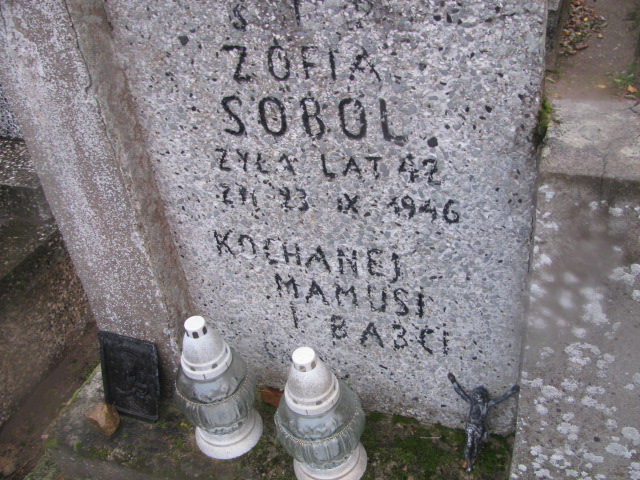 Ś P
ZOFIA
SOBOL
ŻYŁA LAT 42
ZM 23 IX 1946
KOCHANEJ
MAMUSI
I BABCI